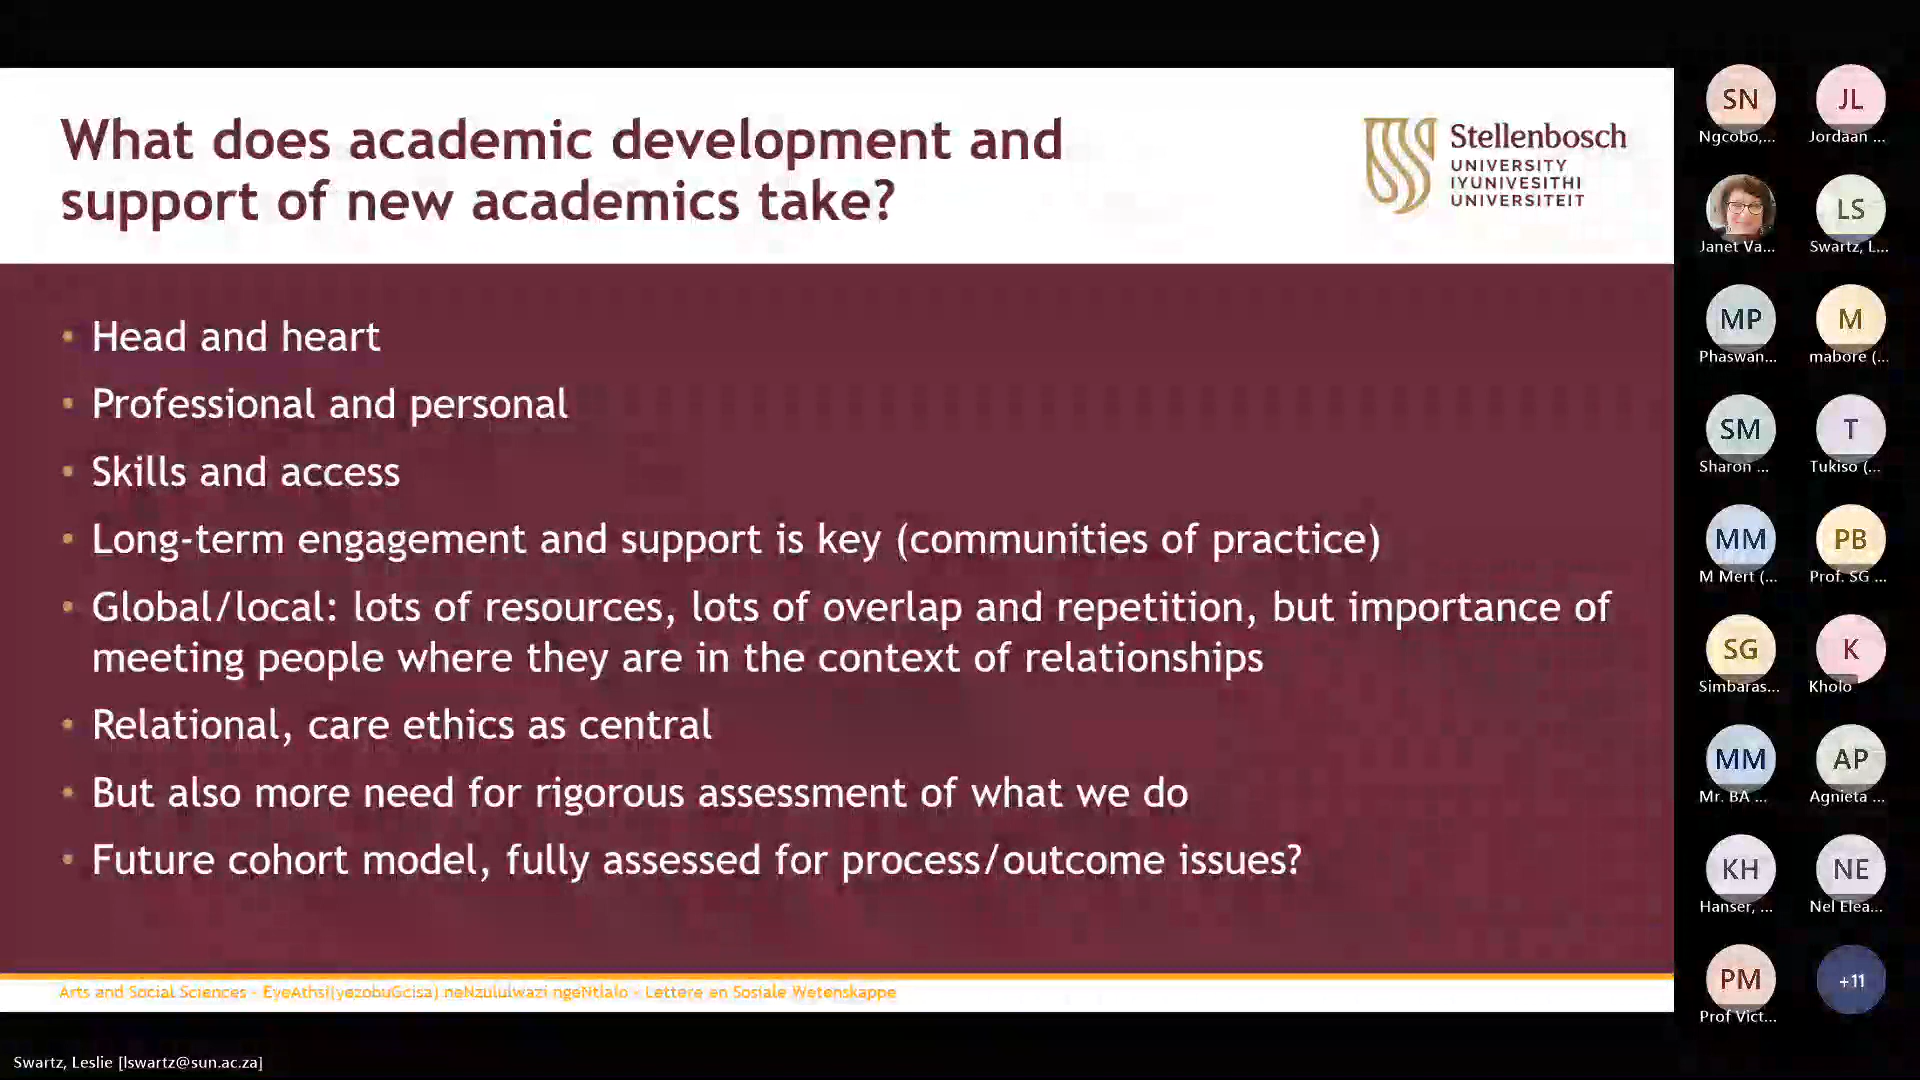 What does academic development and
support of new academics take?
Stellenbosch
UNIVERSITY
IYUNIVESITHI
UNIVERSITEIT
• Head and heart
• Professional and personal
• Skills and access
• Long-term engagement and support is key (communities of practice)
• Global/local: lots of resources, lots of overlap and repetition, but importance of
meeting people where they are in the context of relationships
• Relational, care ethics as central
• But also more need for rigorous assessment of what we do
• Future cohort model, fully assessed for process/outcome issues?
Arts and Social Sciences - EyeAthsi(yezobuGcisa) neNzululwazi ngeNtlalo - Lettere en Sosiale Wetenskappe
Swartz, Leslie [lswartz@sun.ac.za]
SN
Ngcobo,...
JL
Jordaan ...
Janet Va...
LS
Swartz, L...
MP
Phaswan...
M
mabore (...
SM
Sharon ...
T
Tukiso (...
MM
M Mert (...
PB
Prof. SG ...
SG
Simbaras...
K
Kholo
MM
Mr. BA ...
AP
Agnieta ...
KH
Hanser, ...
NE
Nel Elea...
PM
Prof Vict...
+11